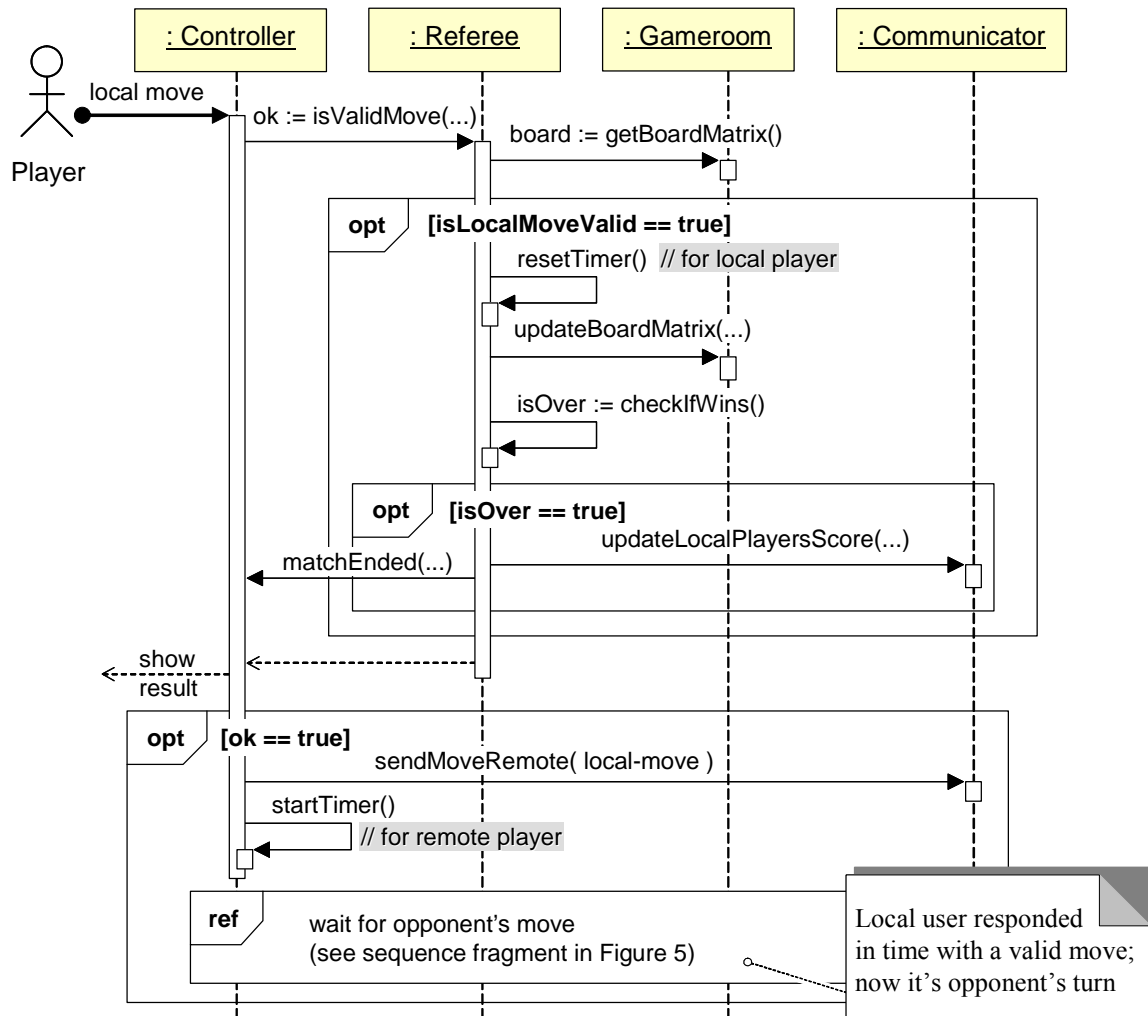 : Controller
: Referee
: Gameroom
: Communicator
local move
Player
ok := isValidMove(...)
board := getBoardMatrix()
opt
[isLocalMoveValid == true]
resetTimer() // for local player
updateBoardMatrix(...)
isOver := checkIfWins()
opt
[isOver == true]
updateLocalPlayersScore(...)
matchEnded(...)
show
result
opt
[ok == true]
sendMoveRemote( local-move )
startTimer()
// for remote player
ref
wait for opponent's move
(see sequence fragment in Figure 5)
Local user responded
in time with a valid move;
now it's opponent's turn